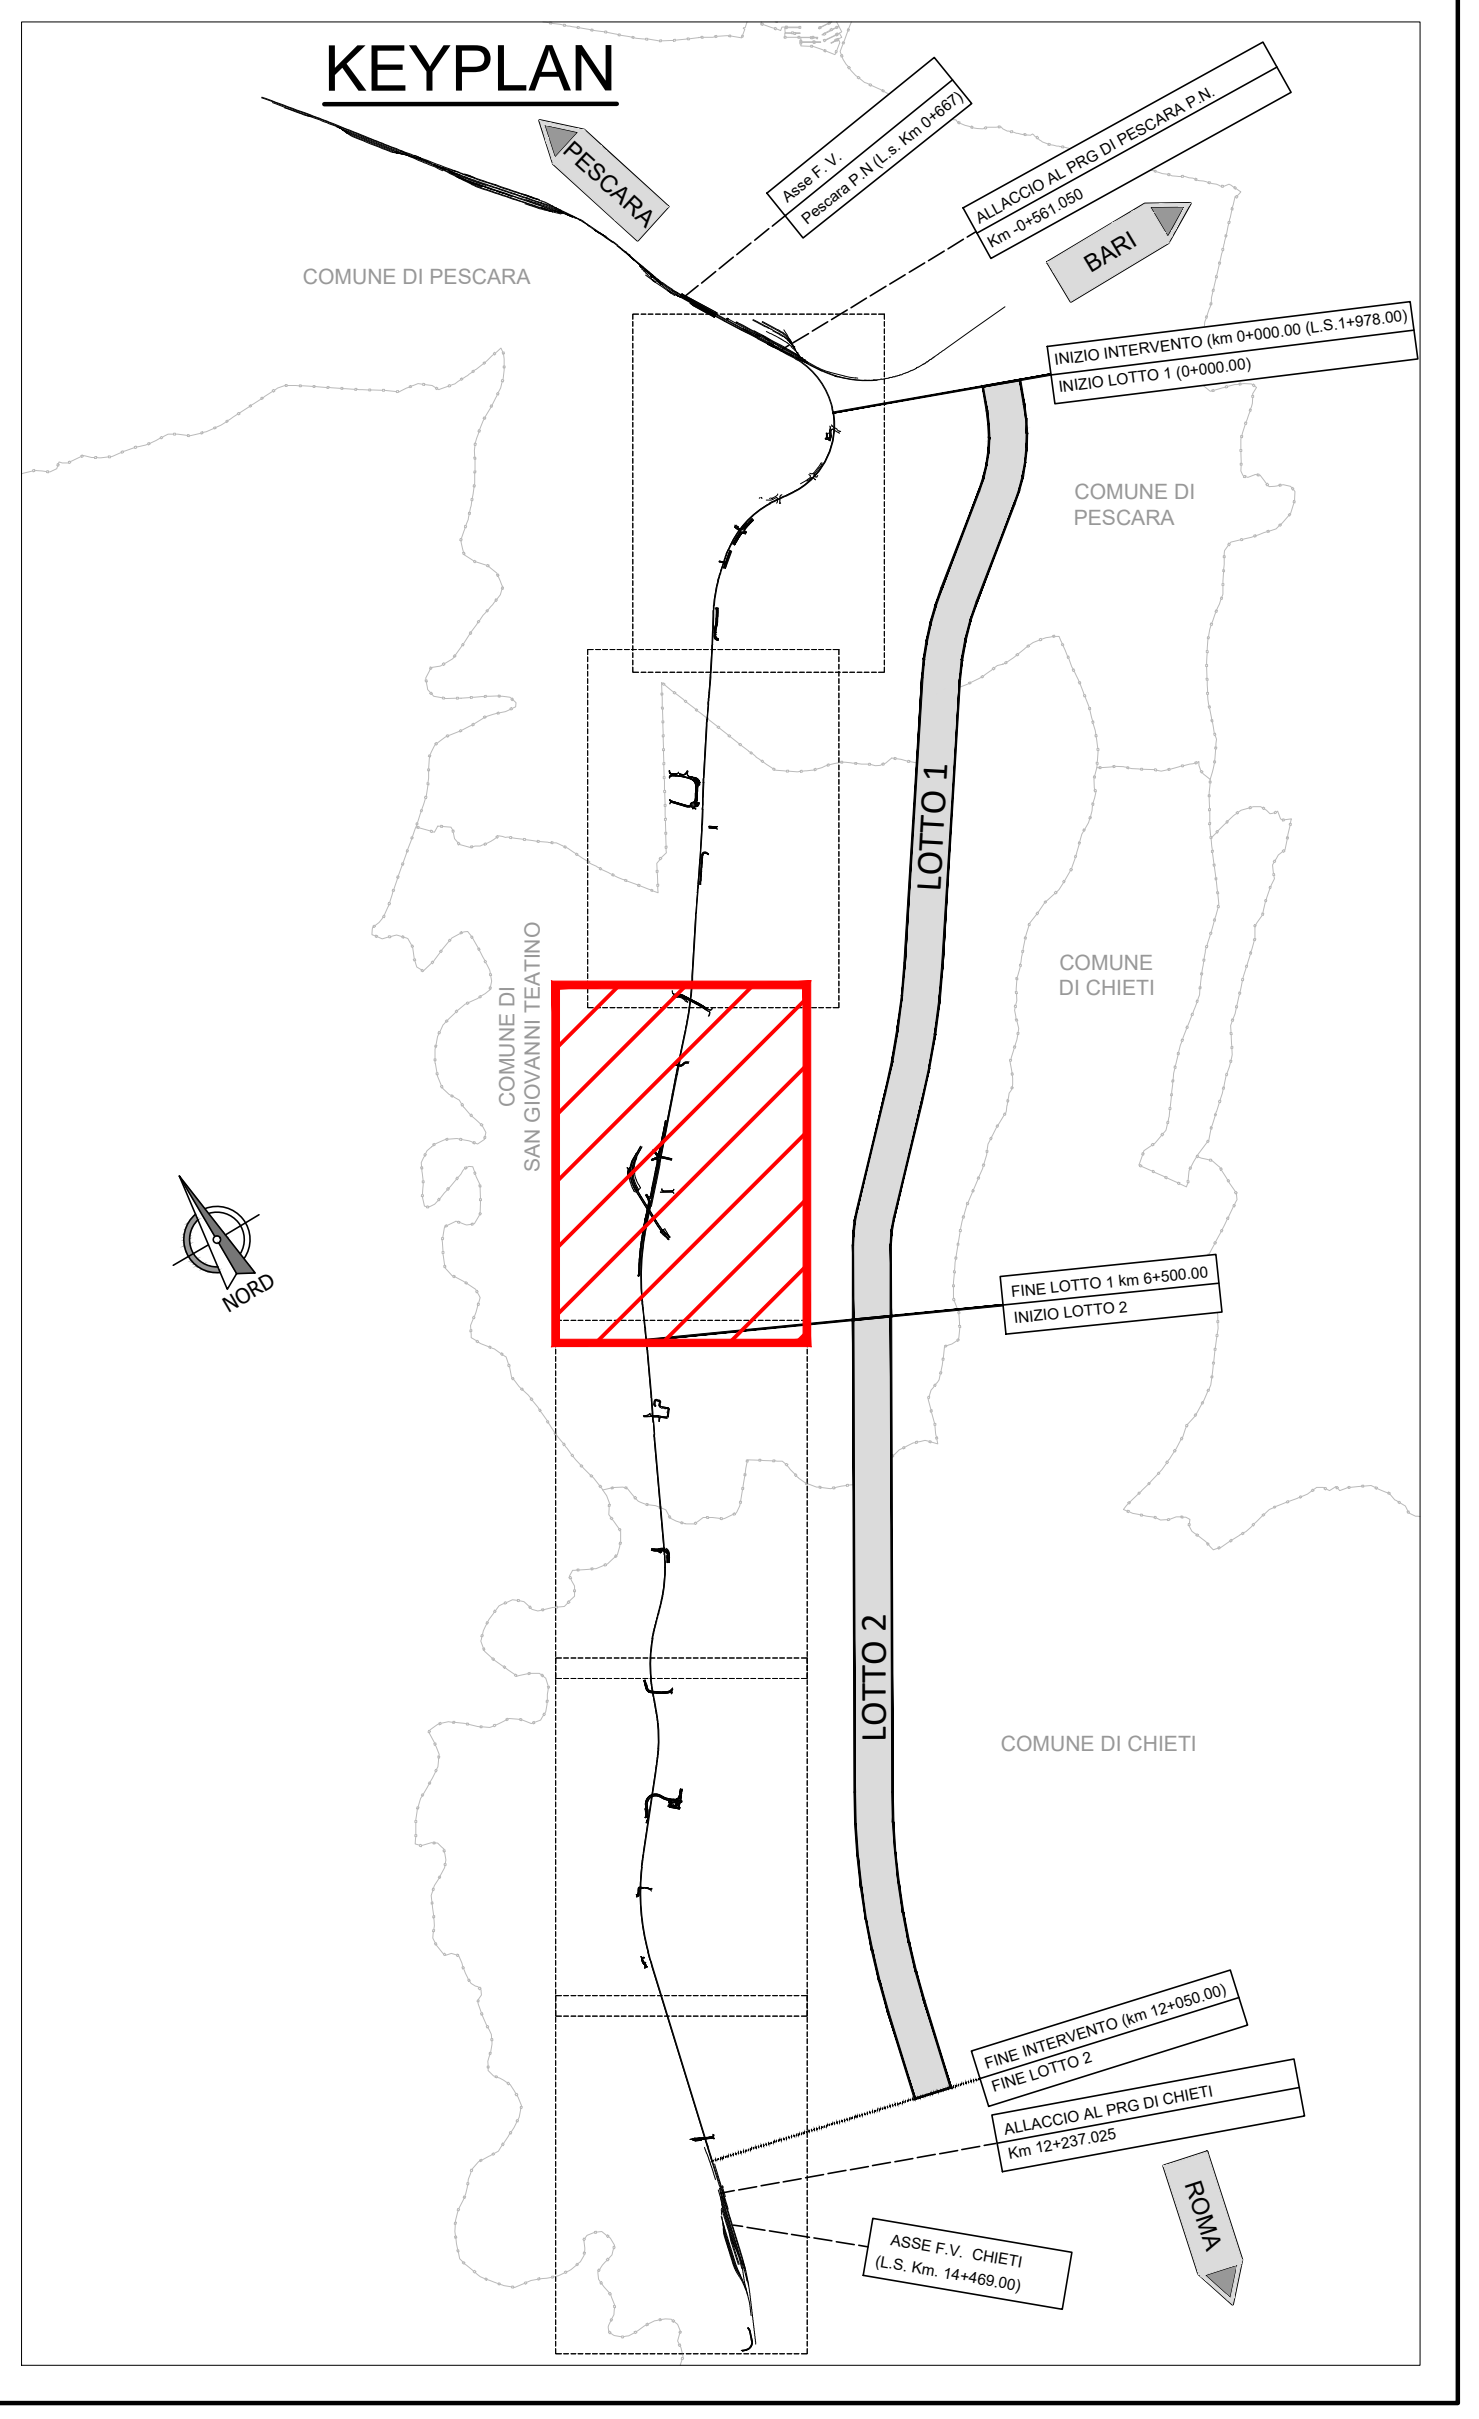 KEYPLAN
PESCARA
Asse F. V.
Pescara P.N (L.s. Km 0+667)
ALLACCIO AL PRG DI PESCARA P.N.
Km -0+561.050
BARI
COMUNE DI PESCARA
INIZIO INTERVENTO (km 0+000.00 (L.S.1+978.00)
INIZIO LOTTO 1 (0+000.00)
COMUNE DI
PESCARA
LOTTO 1
COMUNE DI
SAN GIOVANNI TEATINO
COMUNE
DI CHIETI
NORD
FINE LOTTO 1 km 6+500.00
INIZIO LOTTO 2
LOTTO 2
COMUNE DI CHIETI
FINE INTERVENTO (km 12+050.00)
FINE LOTTO 2
ALLACCIO AL PRG DI CHIETI
Km 12+237.025
ROMA
ASSE F.V. CHIETI
(L.S. Km. 14+469.00)